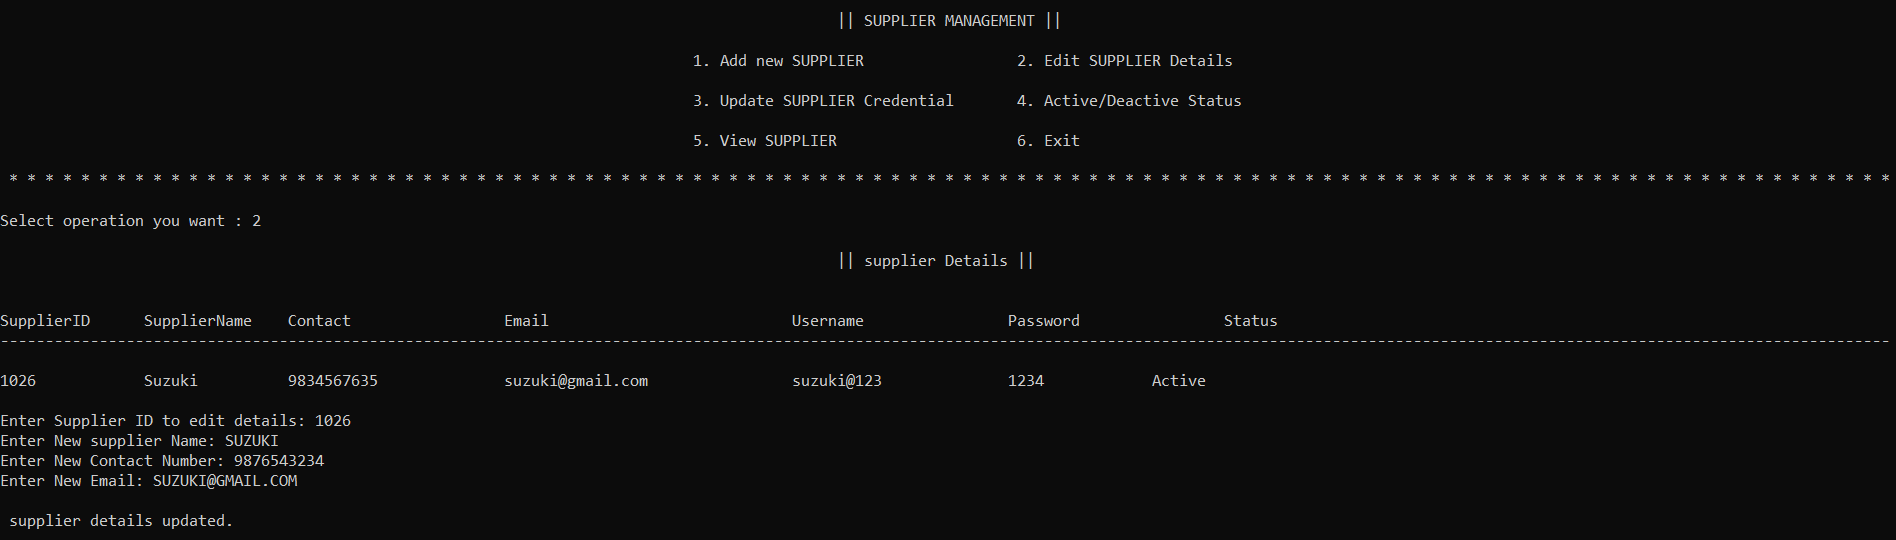 || SUPPLIER MANAGEMENT ||
1. Add new SUPPLIER 2. Edit SUPPLIER Details
3. Update SUPPLIER Credential 4. Active/Deactive Status
5. View SUPPLIER 6. Exit
* * * * * * * * * * * * * * * * * * * * * * * * * * * * * * * * * * * * * * * * * * * * * * * * * * * * * * * * * * * * * * * * * * * * * * * * * * * * * * * * * * * * * * * * * * * * * * * * * * * * * * * * *
Select operation you want : 2
|| supplier Details ||
SupplierID SupplierName Contact Email Username Password Status
------------------------------------------------------------------------------------------------------------------------------------------------------------------------------------------------------------------
1026 Suzuki 9834567635 suzuki@gmail.com suzuki@123 1234 Active
Enter Supplier ID to edit details: 1026
Enter New supplier Name: SUZUKI
Enter New Contact Number: 9876543234
Enter New Email: SUZUKI@GMAIL.COM
supplier details updated.